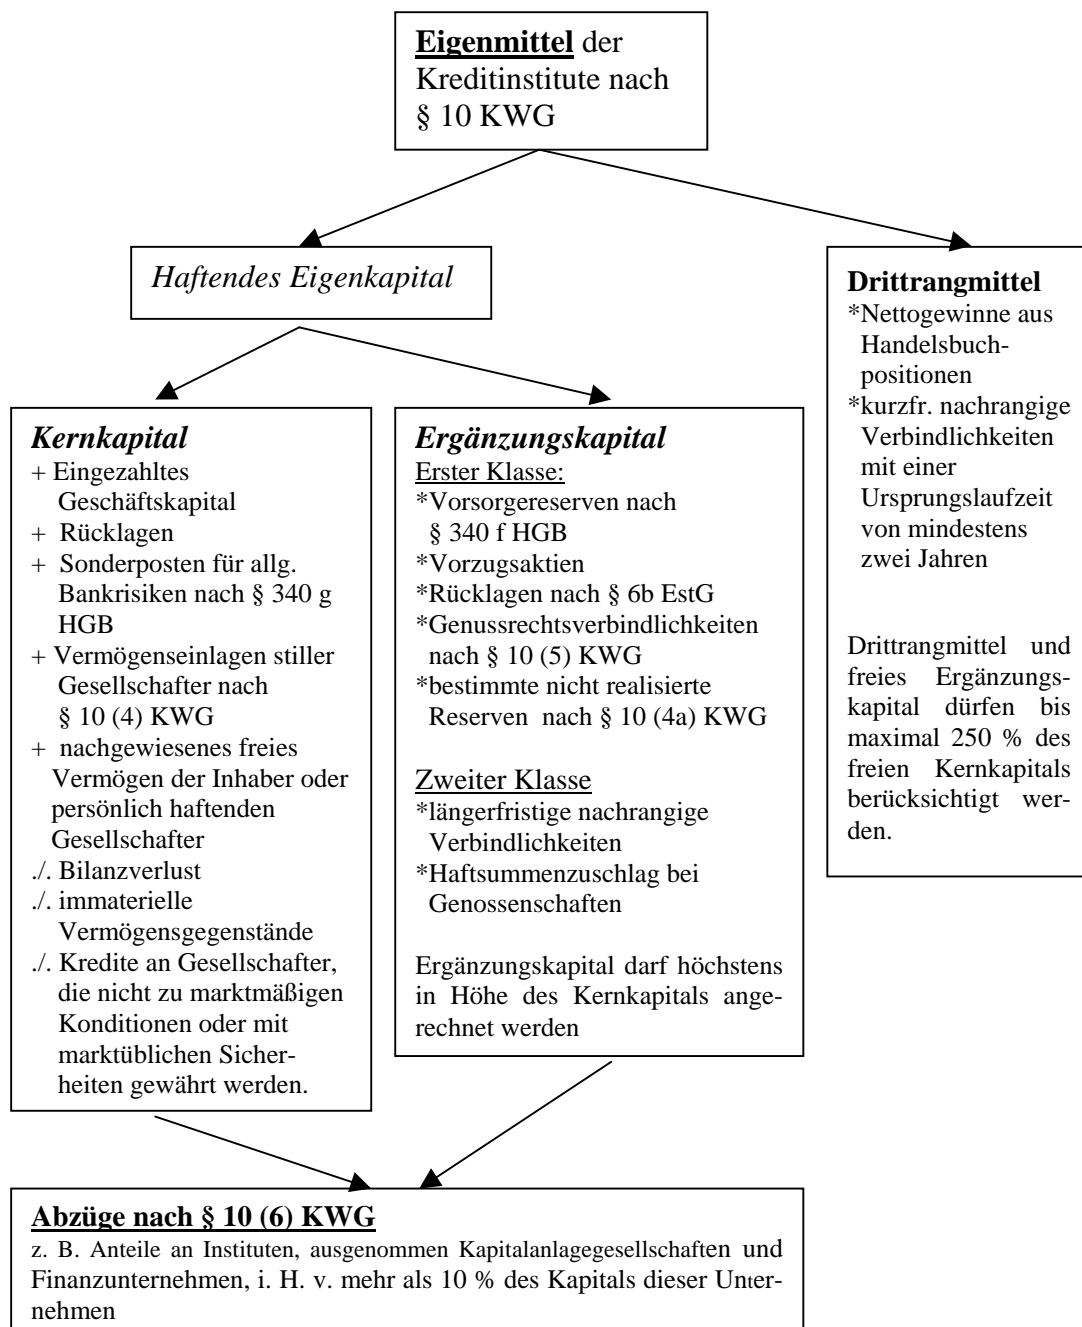 Eigenmittel der
Kreditinstitute nach
§ 10 KWG
Haftendes Eigenkapital
Drittrangmittel
*Nettogewinne aus
Handelsbuch-
positionen
*kurzfr. nachrangige
Verbindlichkeiten
mit einer
Ursprungslaufzeit
von mindestens
zwei Jahren
Drittrangmittel und
freies Ergänzungs-
kapital dürfen bis
maximal 250 % des
freien Kernkapitals
berücksichtigt wer-
den.
Kernkapital
+ Eingezahltes
Geschäftskapital
+ Rücklagen
+ Sonderposten für allg.
Bankrisiken nach § 340 g
HGB
+ Vermögenseinlagen stiller
Gesellschafter nach
§ 10 (4) KWG
+ nachgewiesenes freies
Vermögen der Inhaber oder
persönlich haftenden
Gesellschafter
./. Bilanzverlust
./. immaterielle
Vermögensgegenstände
./. Kredite an Gesellschafter,
die nicht zu marktmäßigen
Konditionen oder mit
marktüblichen Sicher-
heiten gewährt werden.
Ergänzungskapital
Erster Klasse:
*Vorsorgereserven nach
§ 340 f HGB
*Vorzugsaktien
*Rücklagen nach § 6b EstG
*Genussrechtsverbindlichkeiten
nach § 10 (5) KWG
*bestimmte nicht realisierte
Reserven nach § 10 (4a) KWG
Zweiter Klasse
*längerfristige nachrangige
Verbindlichkeiten
*Haftsummenzuschlag bei
Genossenschaften
Ergänzungskapital darf höchstens
in Höhe des Kernkapitals ange-
rechnet werden
Abzüge nach § 10 (6) KWG
z. B. Anteile an Instituten, ausgenommen Kapitalanlagegesellschaften und
Finanzunternehmen, i. H. v. mehr als 10 % des Kapitals dieser Unter-
nehmen